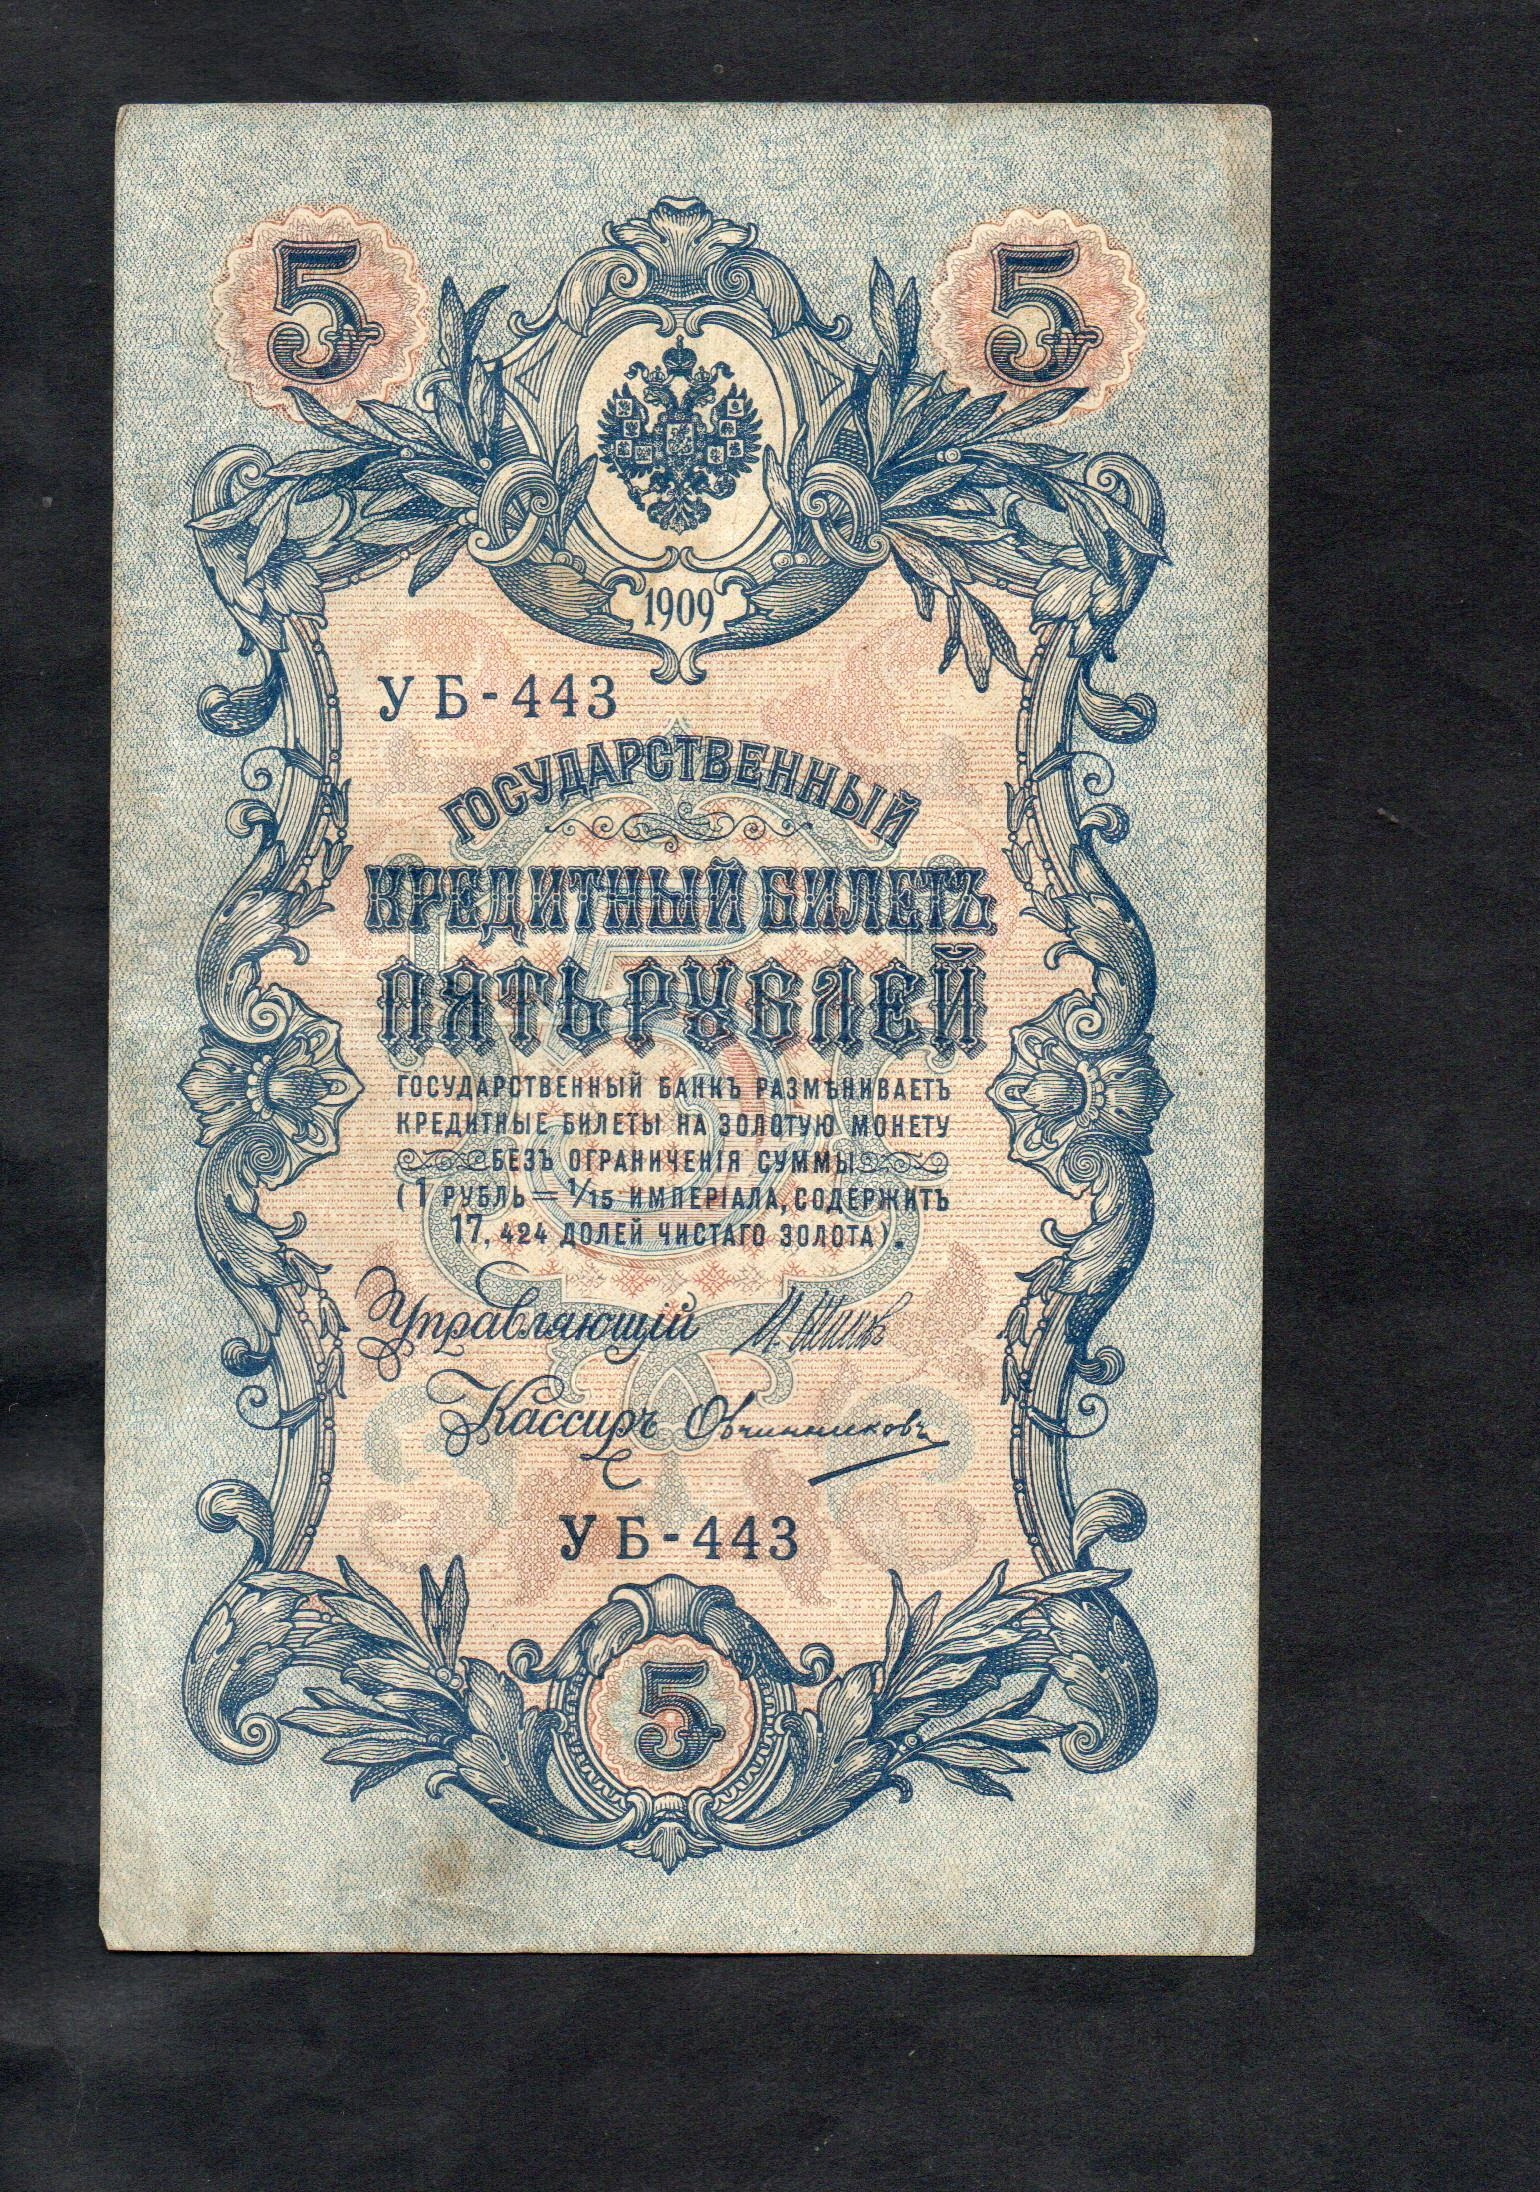 5 5
1909
УБ-443
ГОСУДАРСТВЕННЫЙ
КРЕДИТНЫЙ БИЛЕТЪ
ПЯТЬ РУБЛЕЙ
5
ГОСУДАРСТВЕННЫЙ БАНКЪ РАЗМѢНИВАЕТЪ
КРЕДИТНЫЕ БИЛЕТЫ НА ЗОЛОТУЮ МОНЕТУ
БЕЗЪ ОГРАНИЧЕНІЯ СУММЫ
(1 РУБЛЬ = 1/15 ИМПЕРІАЛА, СОДЕРЖИТЪ
17, 424 ДОЛЕЙ ЧИСТАГО ЗОЛОТА).
Управляющій И. Шиповъ
Кассиръ Овчинниковъ
УБ-443
5